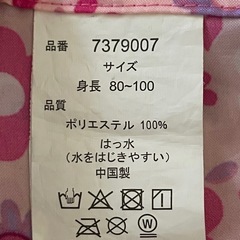 品番 7379007
サイズ
身長 80~100
品質
ポリエステル 100%
はっ水
（水をはじきやすい）
中国製